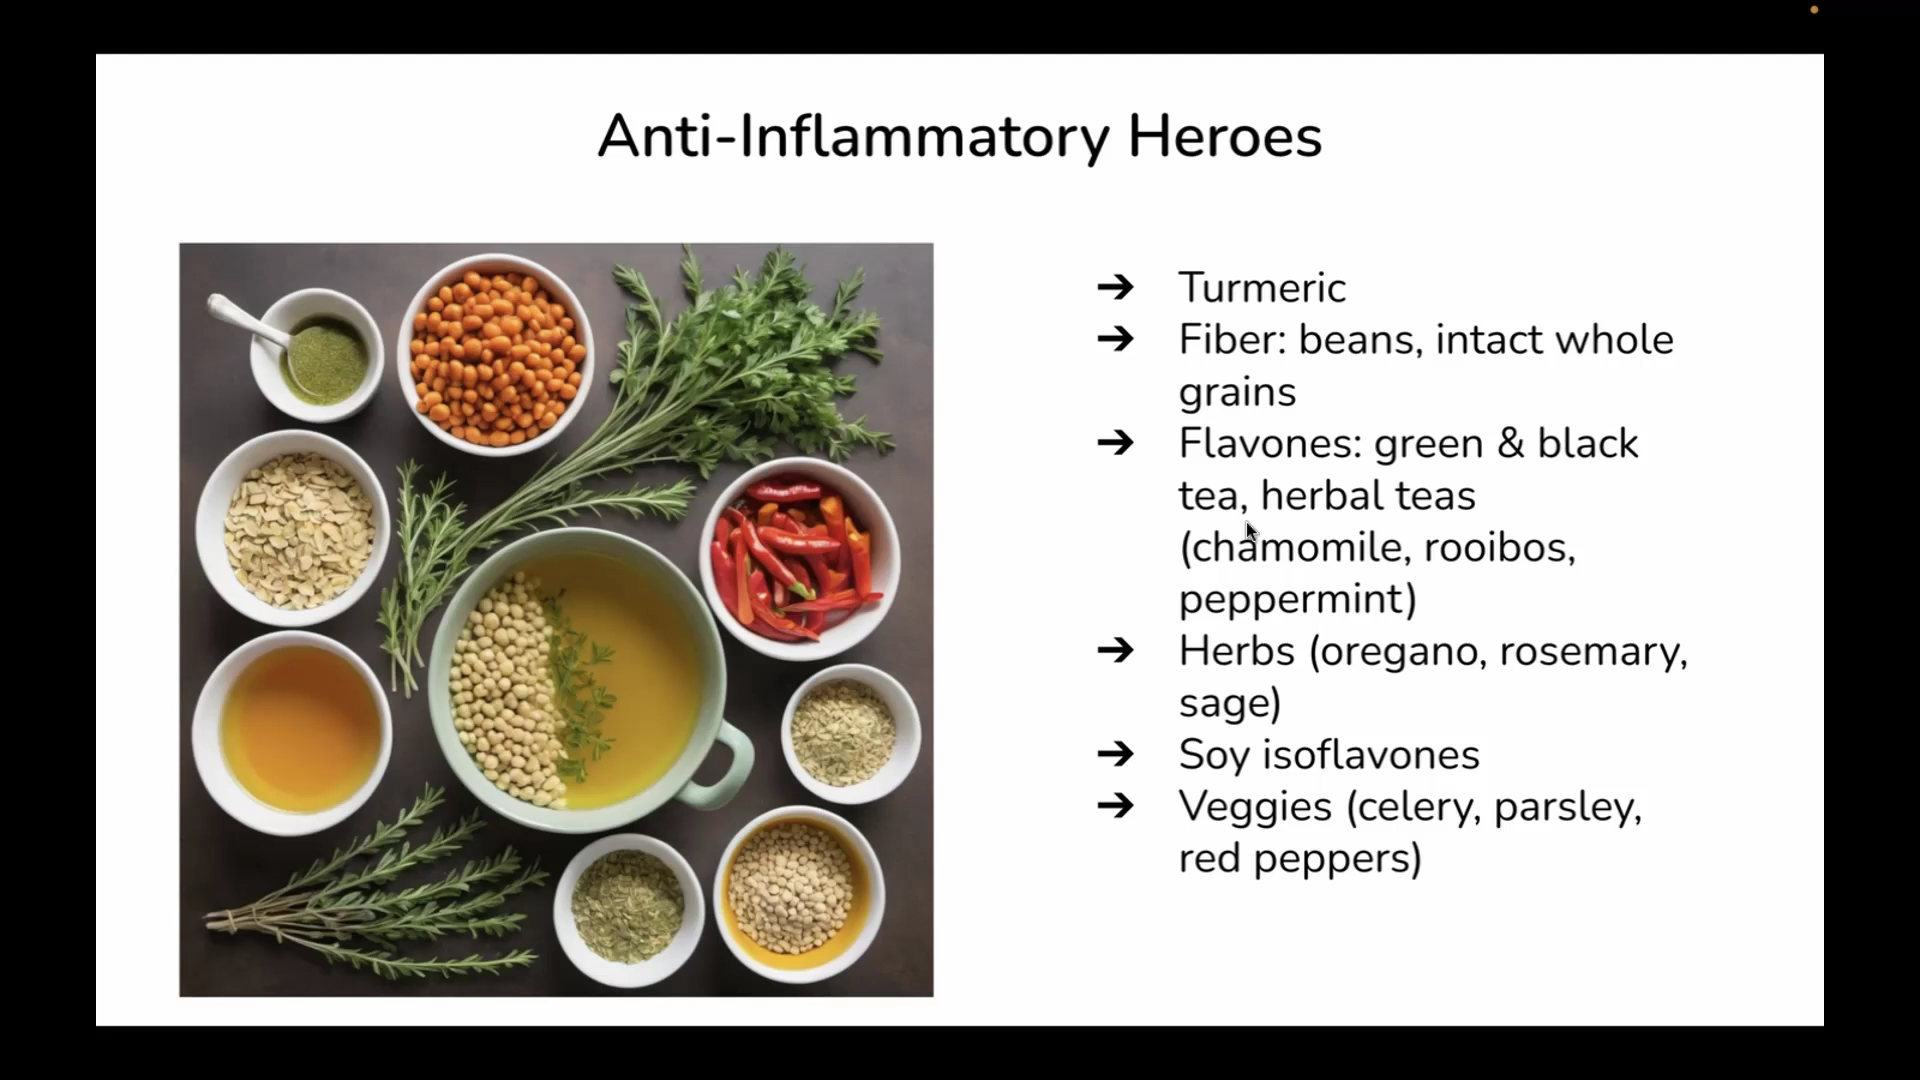 Anti-Inflammatory Heroes
➔ Turmeric
➔ Fiber: beans, intact whole
grains
➔ Flavones: green & black
tea, herbal teas
(chamomile, rooibos,
peppermint)
➔ Herbs (oregano, rosemary,
sage)
➔ Soy isoflavones
➔ Veggies (celery, parsley,
red peppers)